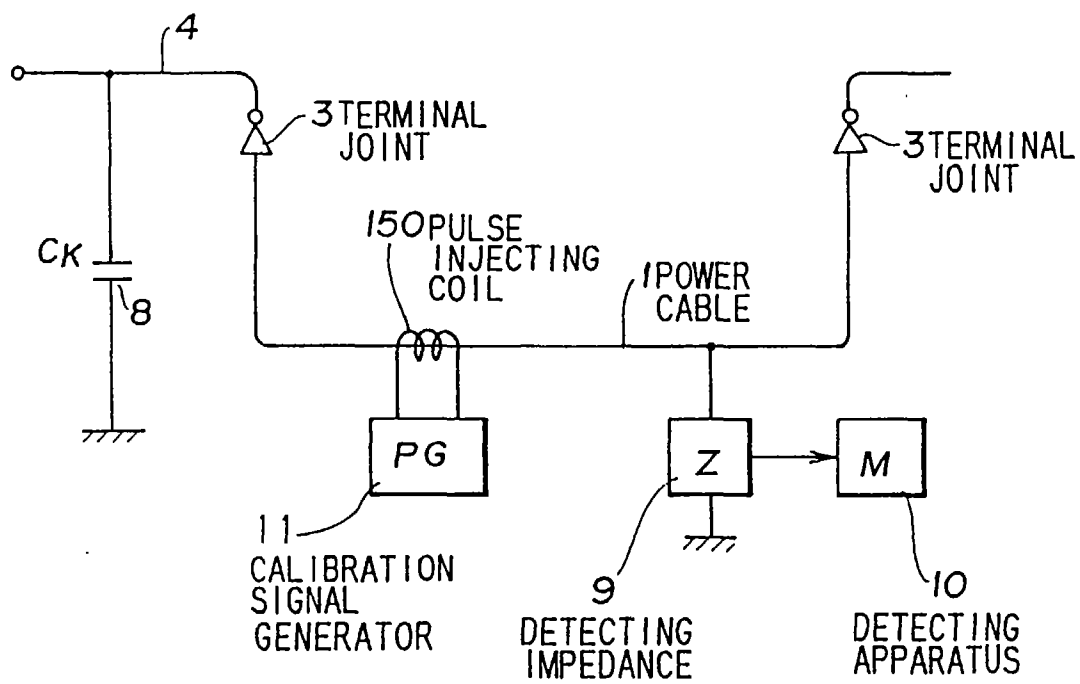 4
3 TERMINAL
JOINT
3 TERMINAL
JOINT
150 PULSE
INJECTING
COIL
CK
8
1 POWER
CABLE
PG
Z
M
11
CALIBRATION
SIGNAL
GENERATOR
9
DETECTING
IMPEDANCE
10
DETECTING
APPARATUS